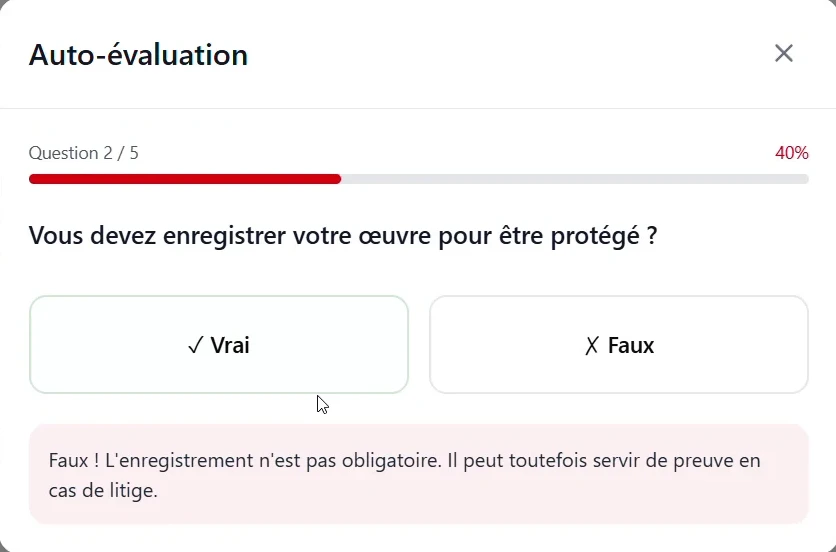 Auto-évaluation
Question 2 / 5
40%
Vous devez enregistrer votre œuvre pour être protégé ?
✓ Vrai
✗ Faux
Faux ! L'enregistrement n'est pas obligatoire. Il peut toutefois servir de preuve en
cas de litige.